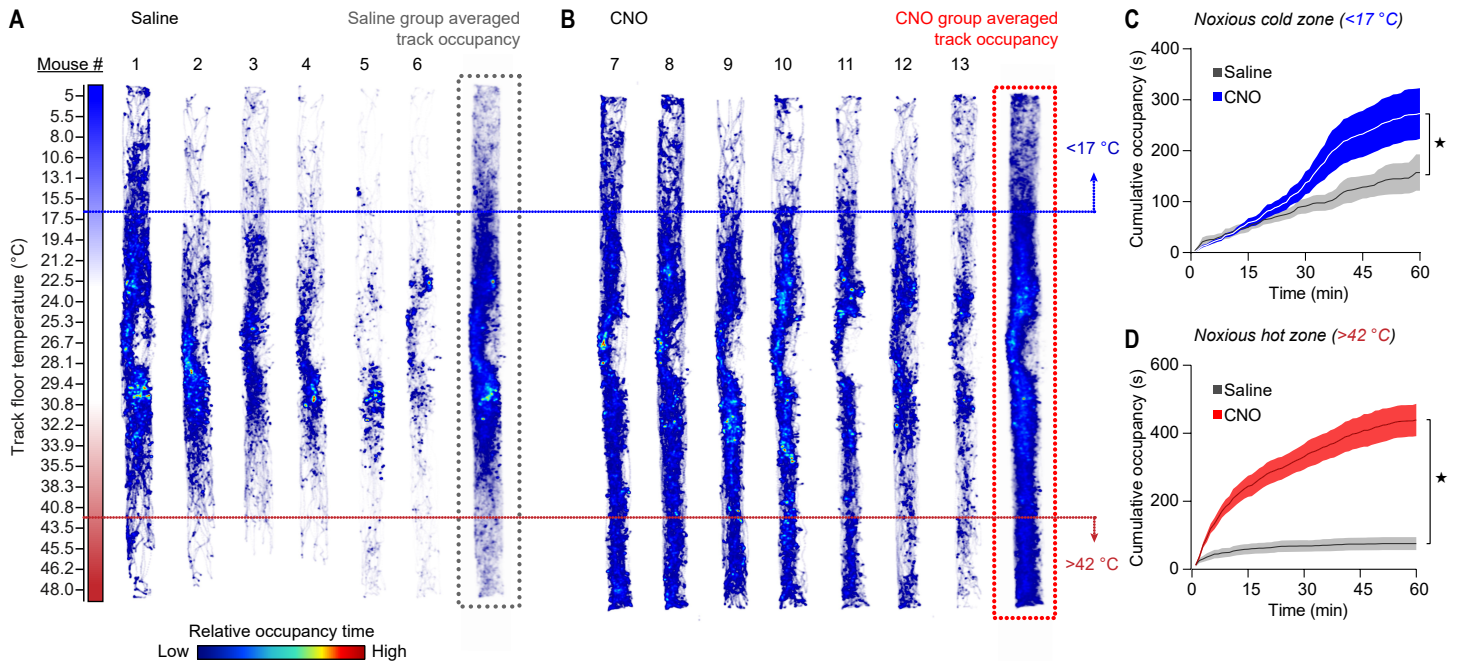 A
Saline
Saline group averaged
track occupancy
Mouse #
1 2 3 4 5 6
Track floor temperature (°C)
5
5.5
8.0
10.6
13.1
15.5
17.5
19.4
21.2
22.5
24.0
25.3
26.7
28.1
29.4
30.8
32.2
33.9
35.5
38.3
40.8
43.5
45.5
46.2
48.0
Relative occupancy time
Low High
B
CNO
CNO group averaged
track occupancy
7 8 9 10 11 12 13
<17 °C
>42 °C
C
Noxious cold zone (<17 °C)
Cumulative occupancy (s)
400
300
200
100
0
Saline
CNO
★
0 15 30 45 60
Time (min)
D
Noxious hot zone (>42 °C)
Cumulative occupancy (s)
600
400
200
0
Saline
CNO
★
0 15 30 45 60
Time (min)